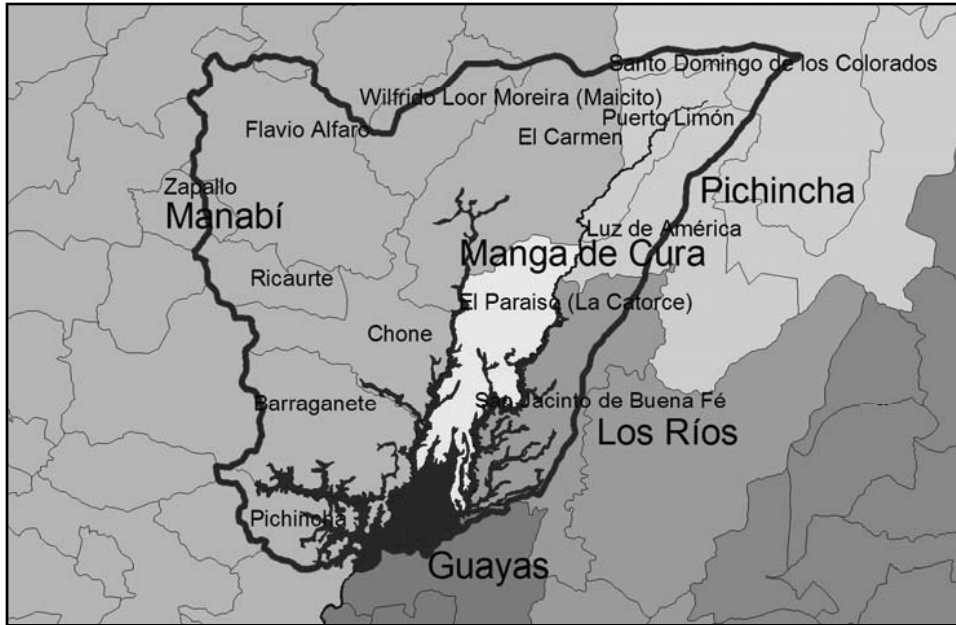 Santo Domingo de los Colorados
Wilfrido Loor Moreira (Maicito)
Puerto Limón
Flavio Alfaro
El Carmen
Zapallo
Pichincha
Manabí
Luz de América
Manga de Cura
Ricaurte
El Paraiso (La Catorce)
Chone
Barraganete
San Jacinto de Buena Fé
Los Ríos
Pichincha
Guayas